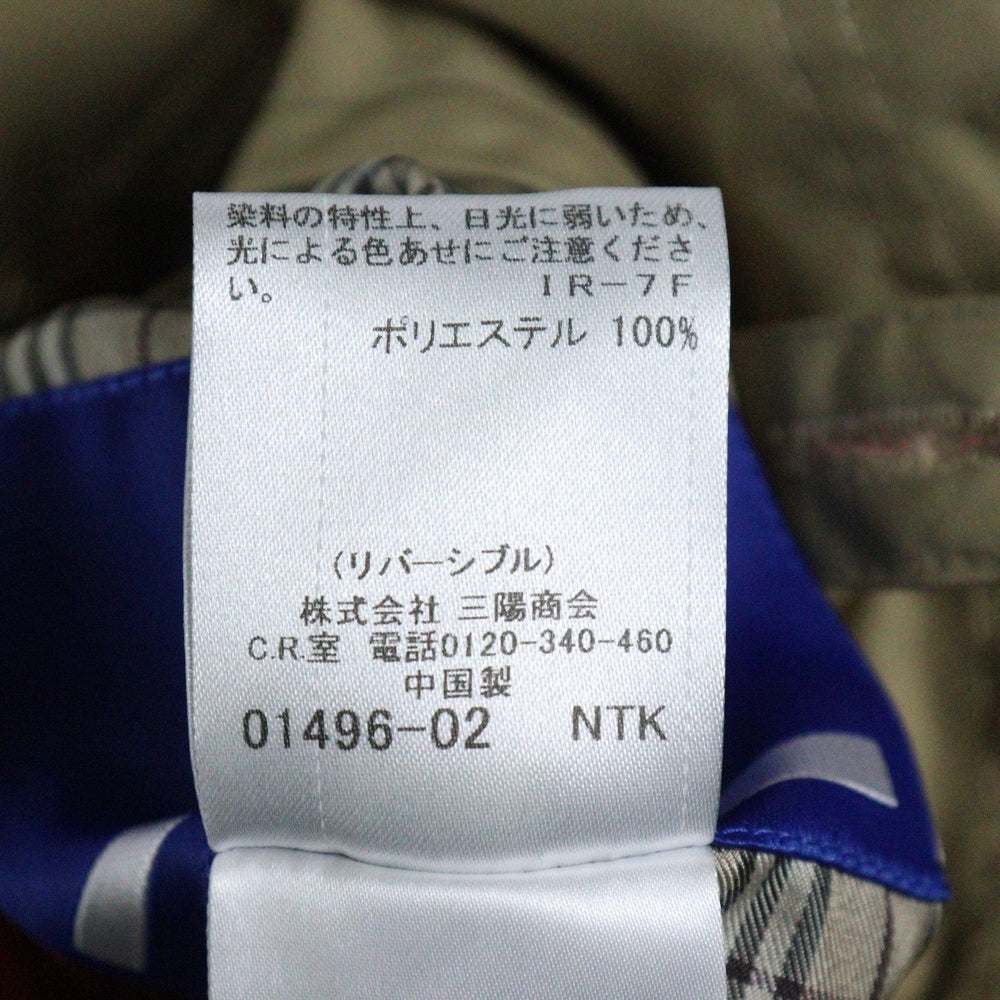 染料の特性上、日光に弱いため、
光による色あせにご注意くださ
い。 IR-7F
ポリエステル 100%
(リバーシブル)
株式会社 三陽商会
C.R.室 電話0120-340-460
中国製
01496-02 NTK